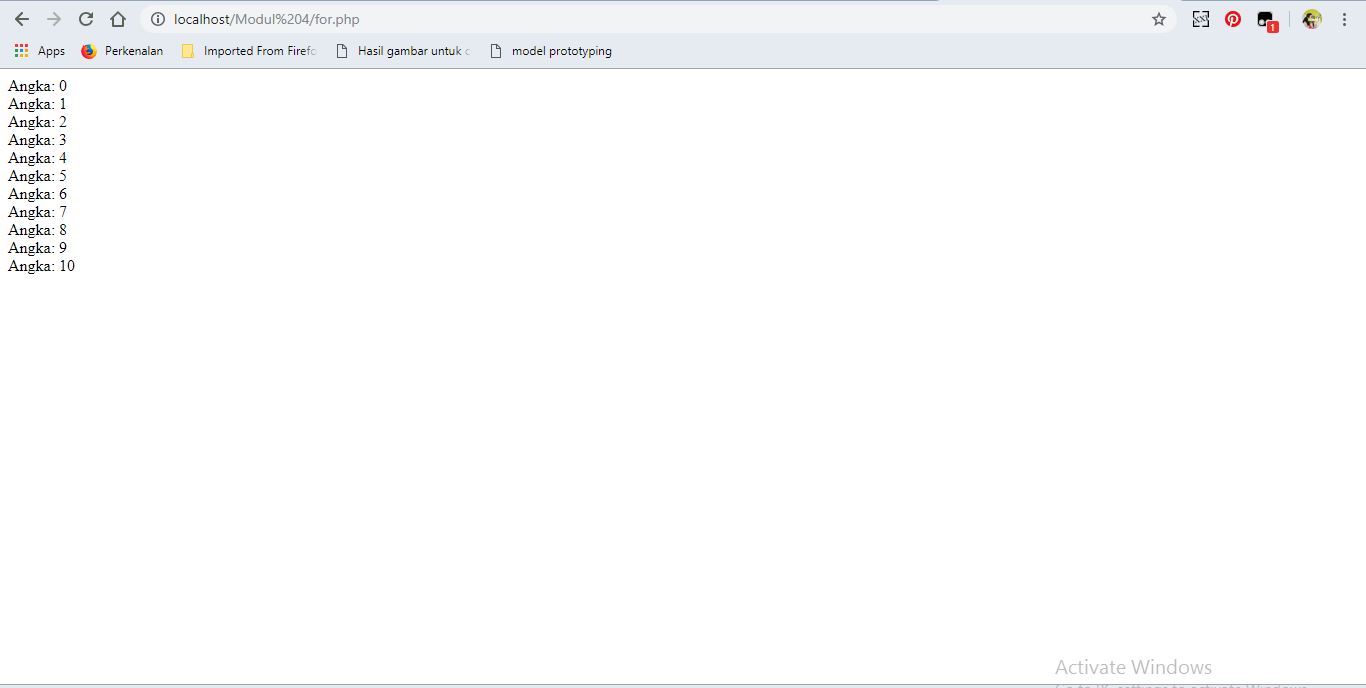 localhost/Modul%204/for.php
Apps Perkenalan Imported From Firefo Hasil gambar untuk model prototyping
1
Angka: 0
Angka: 1
Angka: 2
Angka: 3
Angka: 4
Angka: 5
Angka: 6
Angka: 7
Angka: 8
Angka: 9
Angka: 10
Activate Windows